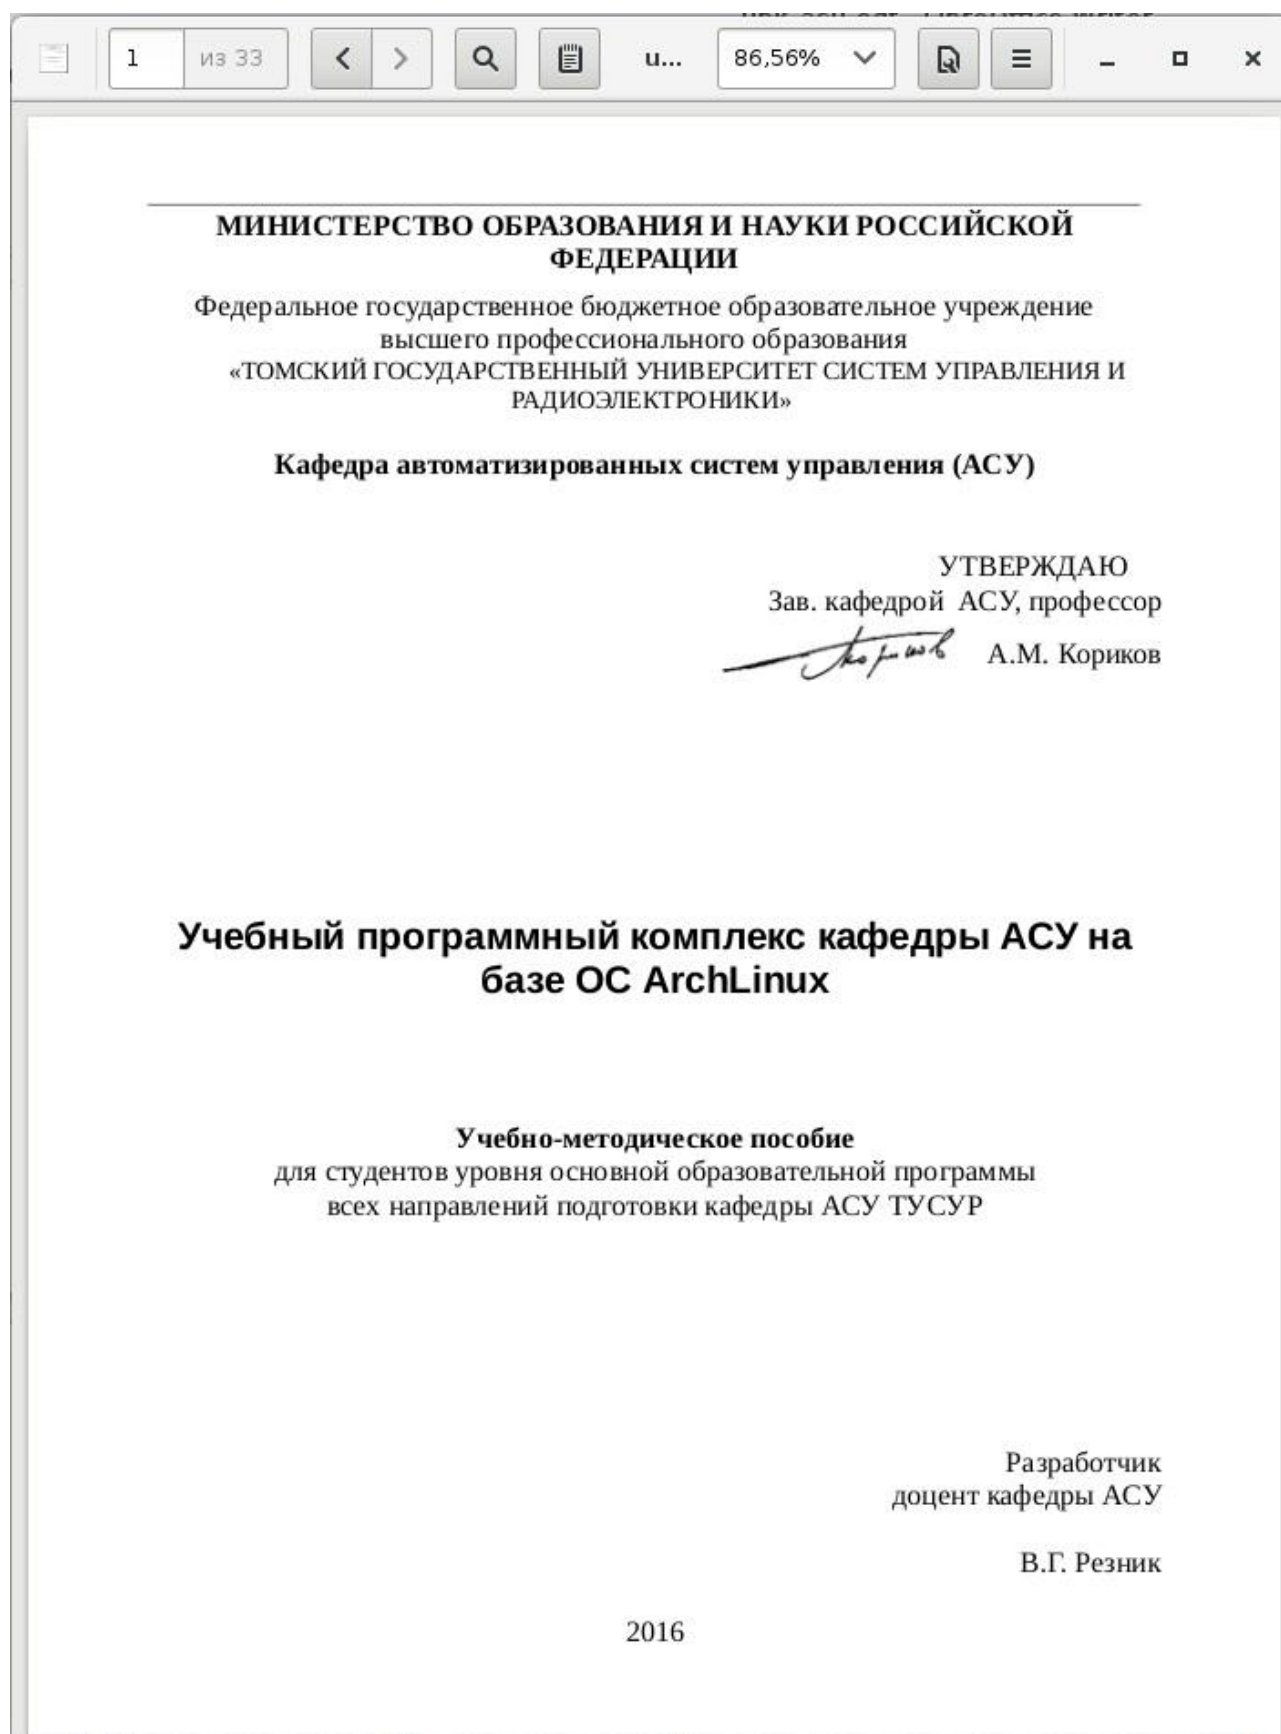 1 из 33 u... 86,56%
МИНИСТЕРСТВО ОБРАЗОВАНИЯ И НАУКИ РОССИЙСКОЙ
ФЕДЕРАЦИИ
Федеральное государственное бюджетное образовательное учреждение
высшего профессионального образования
«ТОМСКИЙ ГОСУДАРСТВЕННЫЙ УНИВЕРСИТЕТ СИСТЕМ УПРАВЛЕНИЯ И
РАДИОЭЛЕКТРОНИКИ»
Кафедра автоматизированных систем управления (АСУ)
УТВЕРЖДАЮ
Зав. кафедрой АСУ, профессор
А.М. Кориков
Учебный программный комплекс кафедры АСУ на
базе ОС ArchLinux
Учебно-методическое пособие
для студентов уровня основной образовательной программы
всех направлений подготовки кафедры АСУ ТУСУР
Разработчик
доцент кафедры АСУ
В.Г. Резник
2016